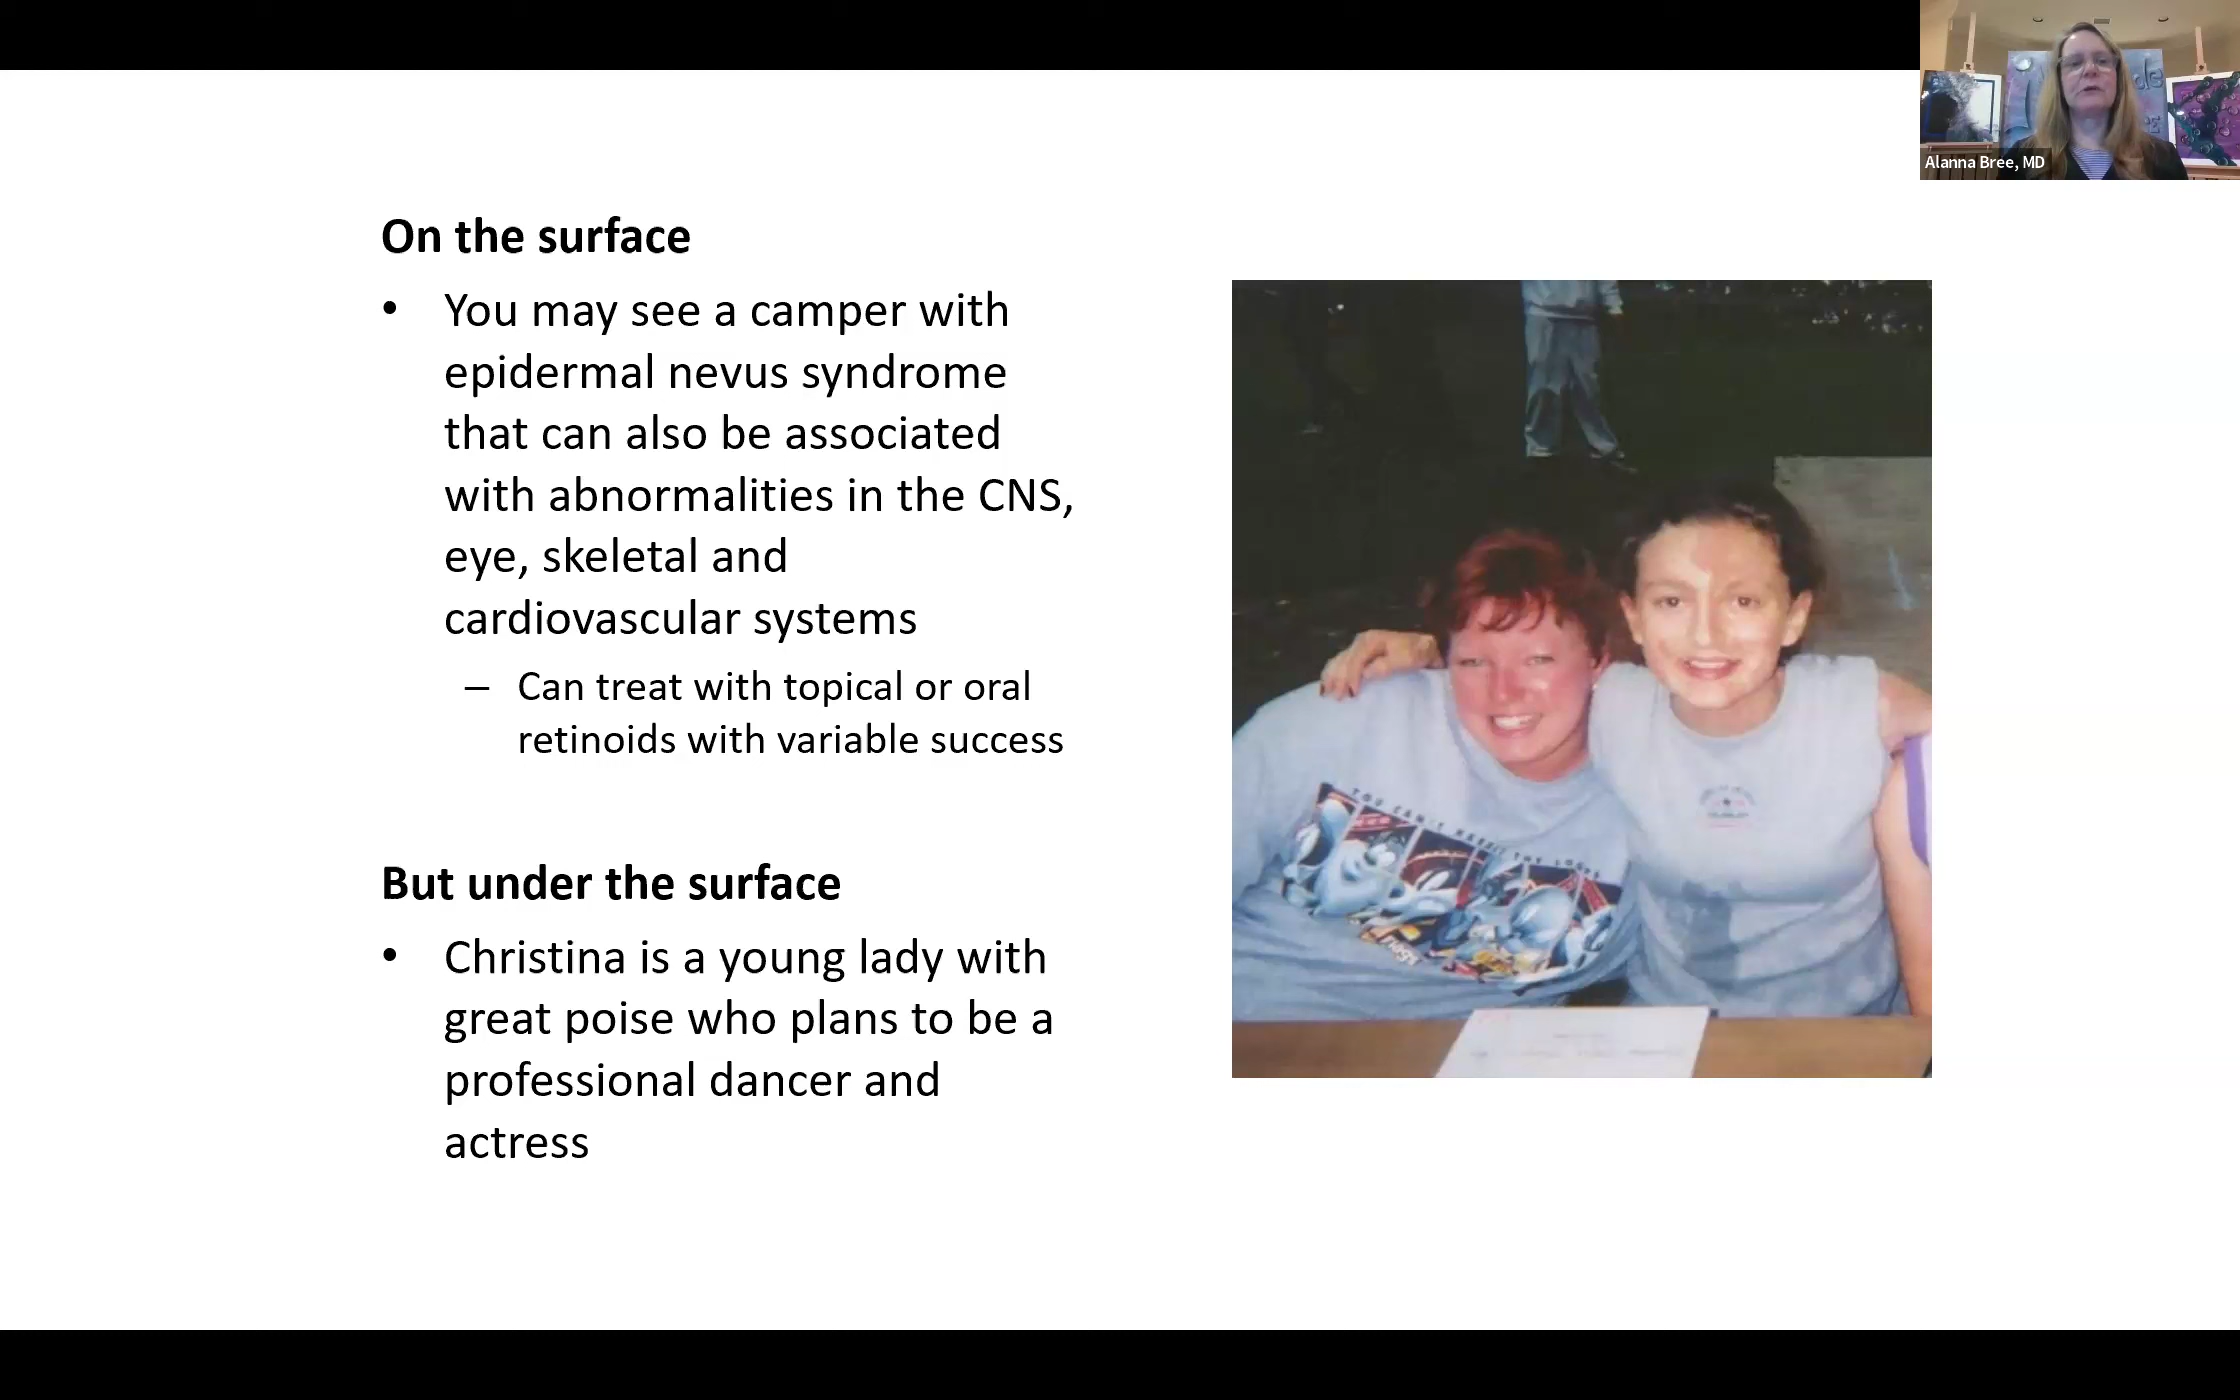 Alanna Bree, MD
On the surface
• You may see a camper with
epidermal nevus syndrome
that can also be associated
with abnormalities in the CNS,
eye, skeletal and
cardiovascular systems
– Can treat with topical or oral
retinoids with variable success
But under the surface
• Christina is a young lady with
great poise who plans to be a
professional dancer and
actress
YOU CAN'T